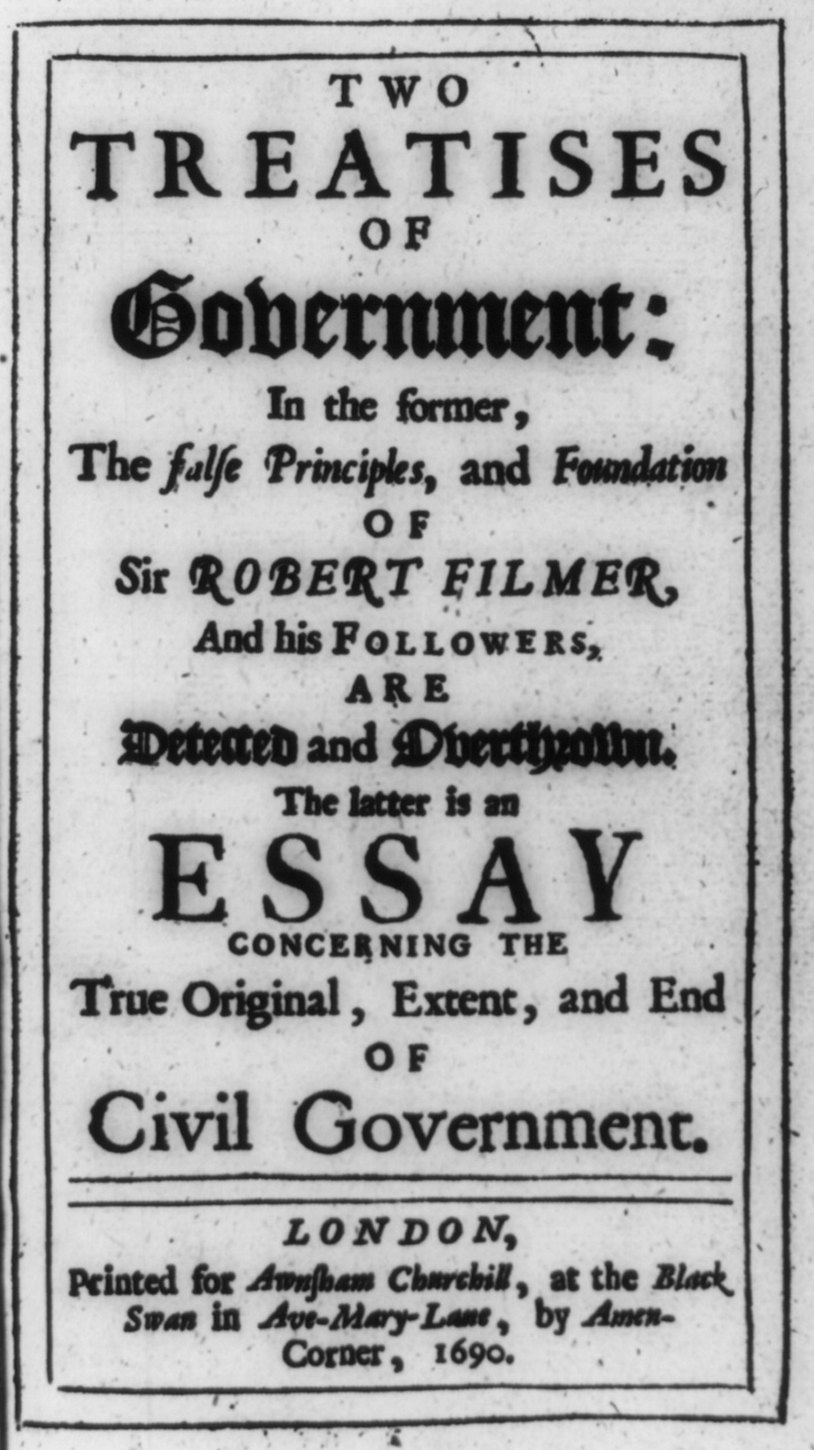 TWO
TREATISES
OF
Government:
In the former,
The falſe Principles, and Foundation
OF
Sir ROBERT FILMER,
And his FOLLOWERS,
ARE
Detected and Overthrown.
The latter is an
ESSAY
CONCERNING THE
True Original, Extent, and End
OF
Civil Government.
LONDON,
Printed for Awnſham Churchill, at the Black
Swan in Ave-Mary-Lane, by Amen-
Corner, 1690.